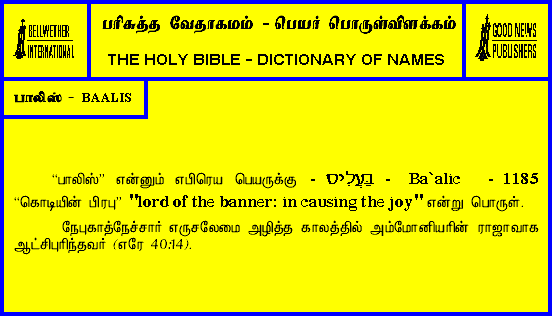 BELLWETHER
INTERNATIONAL
பரிசுத்த வேதாகமம் - பெயர் பொருள்விளக்கம்
THE HOLY BIBLE - DICTIONARY OF NAMES
GOOD NEWS
PUBLISHERS
பாலிஸ் - BAALIS
“பாலிஸ்” என்னும் எபிரெய பெயருக்கு - בַּעֲלִיס - Ba`alic - 1185
“கொடியின் பிரபு” "lord of the banner: in causing the joy" என்று பொருள்.
நேபுகாத்நேச்சார் எருசலேமை அழித்த காலத்தில் அம்மோனியரின் ராஜாவாக
ஆட்சிபுரிந்தவர் (எரே 40:14).